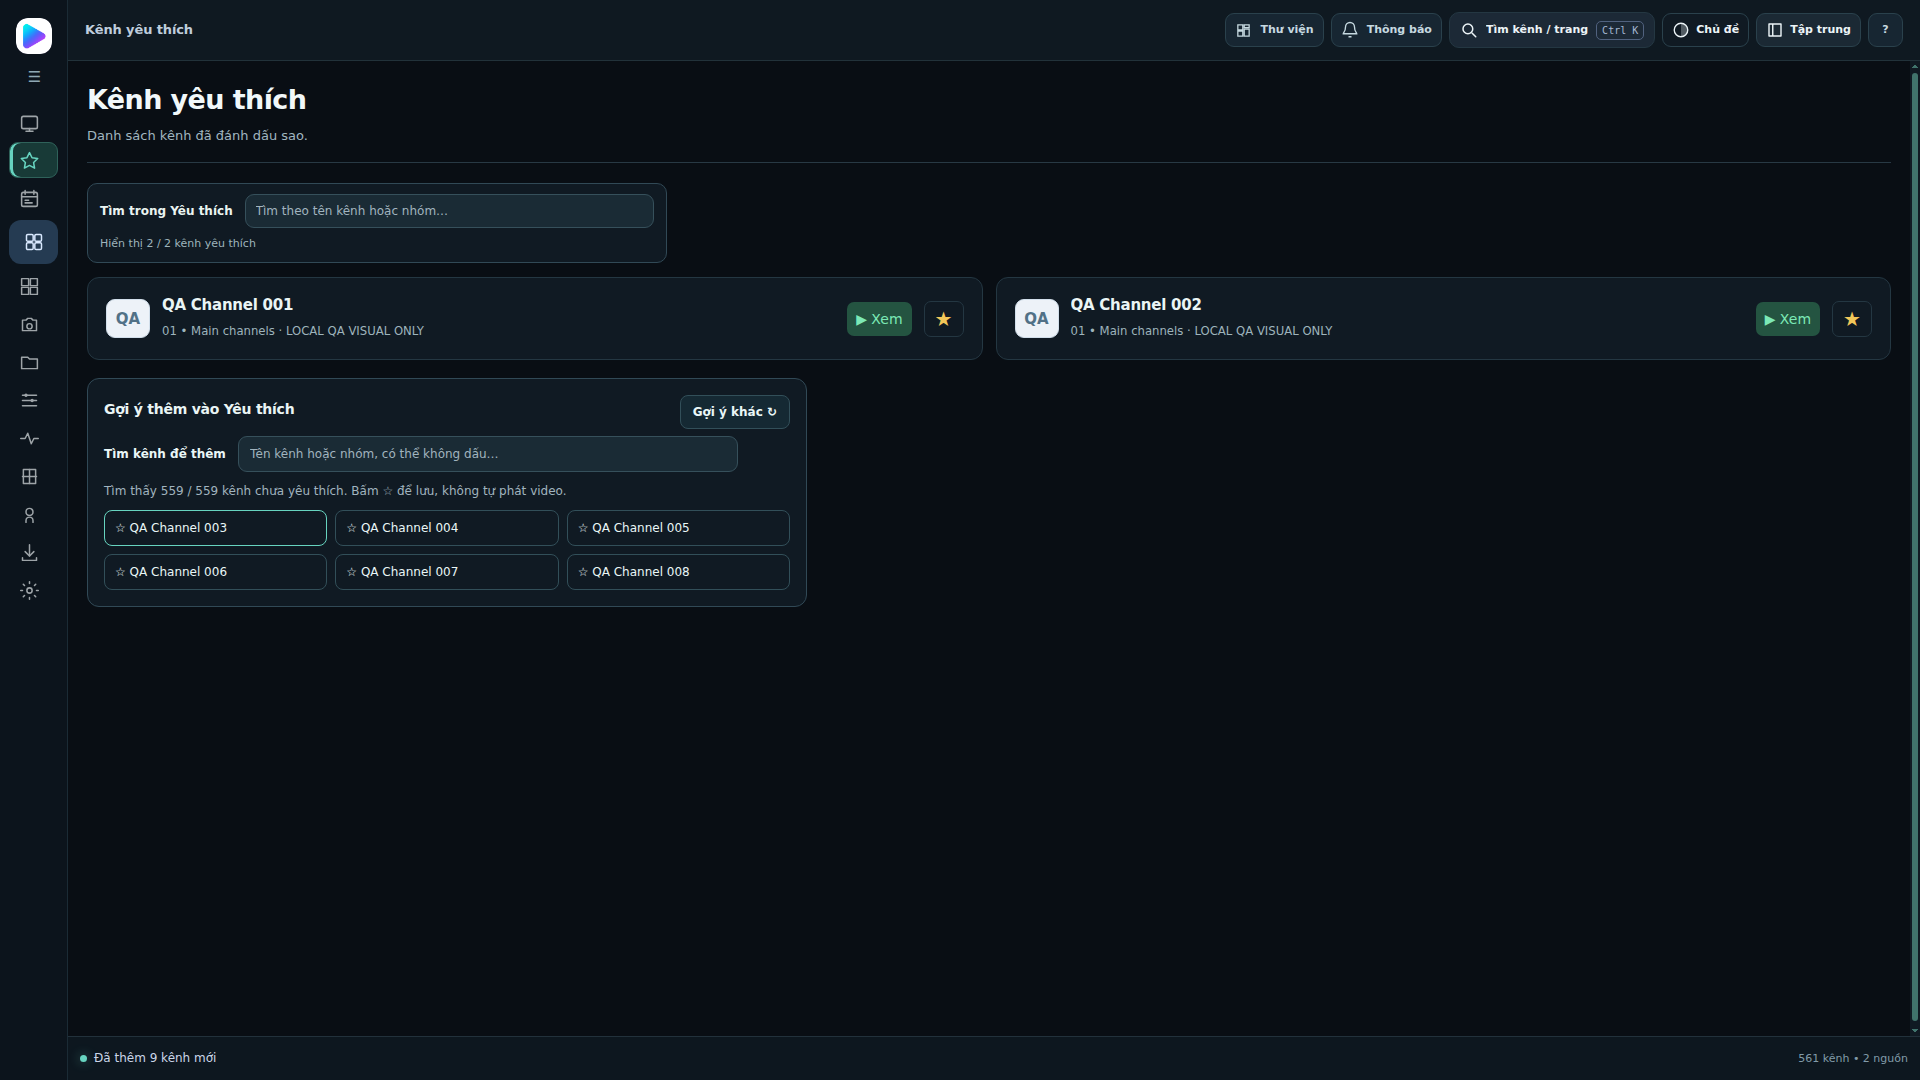 Kênh yêu thích
Thư viện
Thông báo
Tìm kênh / trang Ctrl K
Chủ đề
Tập trung
?
Kênh yêu thích
Danh sách kênh đã đánh dấu sao.
Tìm trong Yêu thích
Tìm theo tên kênh hoặc nhóm...
Hiển thị 2 / 2 kênh yêu thích
QA
QA Channel 001
01 • Main channels · LOCAL QA VISUAL ONLY
▶ Xem
★
QA
QA Channel 002
01 • Main channels · LOCAL QA VISUAL ONLY
▶ Xem
★
Gợi ý thêm vào Yêu thích
Gợi ý khác ↻
Tìm kênh để thêm
Tên kênh hoặc nhóm, có thể không dấu...
Tìm thấy 559 / 559 kênh chưa yêu thích. Bấm ☆ để lưu, không tự phát video.
☆ QA Channel 003
☆ QA Channel 004
☆ QA Channel 005
☆ QA Channel 006
☆ QA Channel 007
☆ QA Channel 008
Đã thêm 9 kênh mới
561 kênh • 2 nguồn